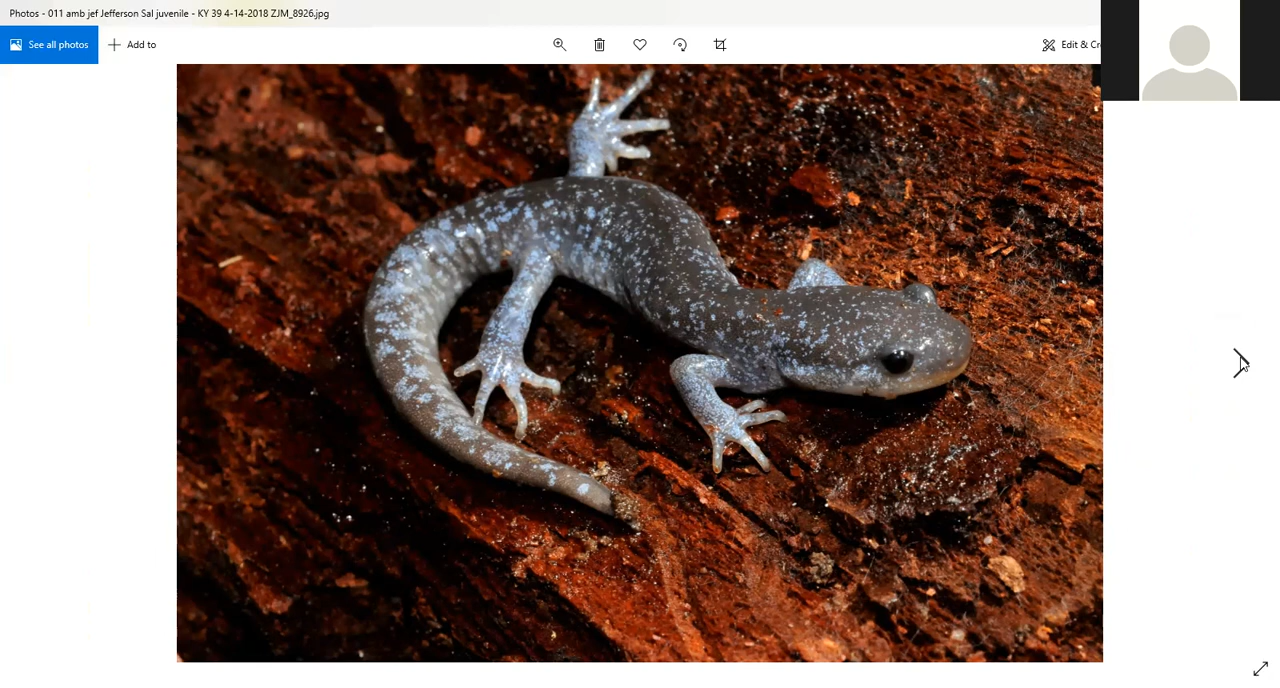 Photos - 011 amb jef Jefferson Sal juvenile - KY 39 4-14-2018 ZJM_8926.jpg
See all photos
Add to
Edit & Cr